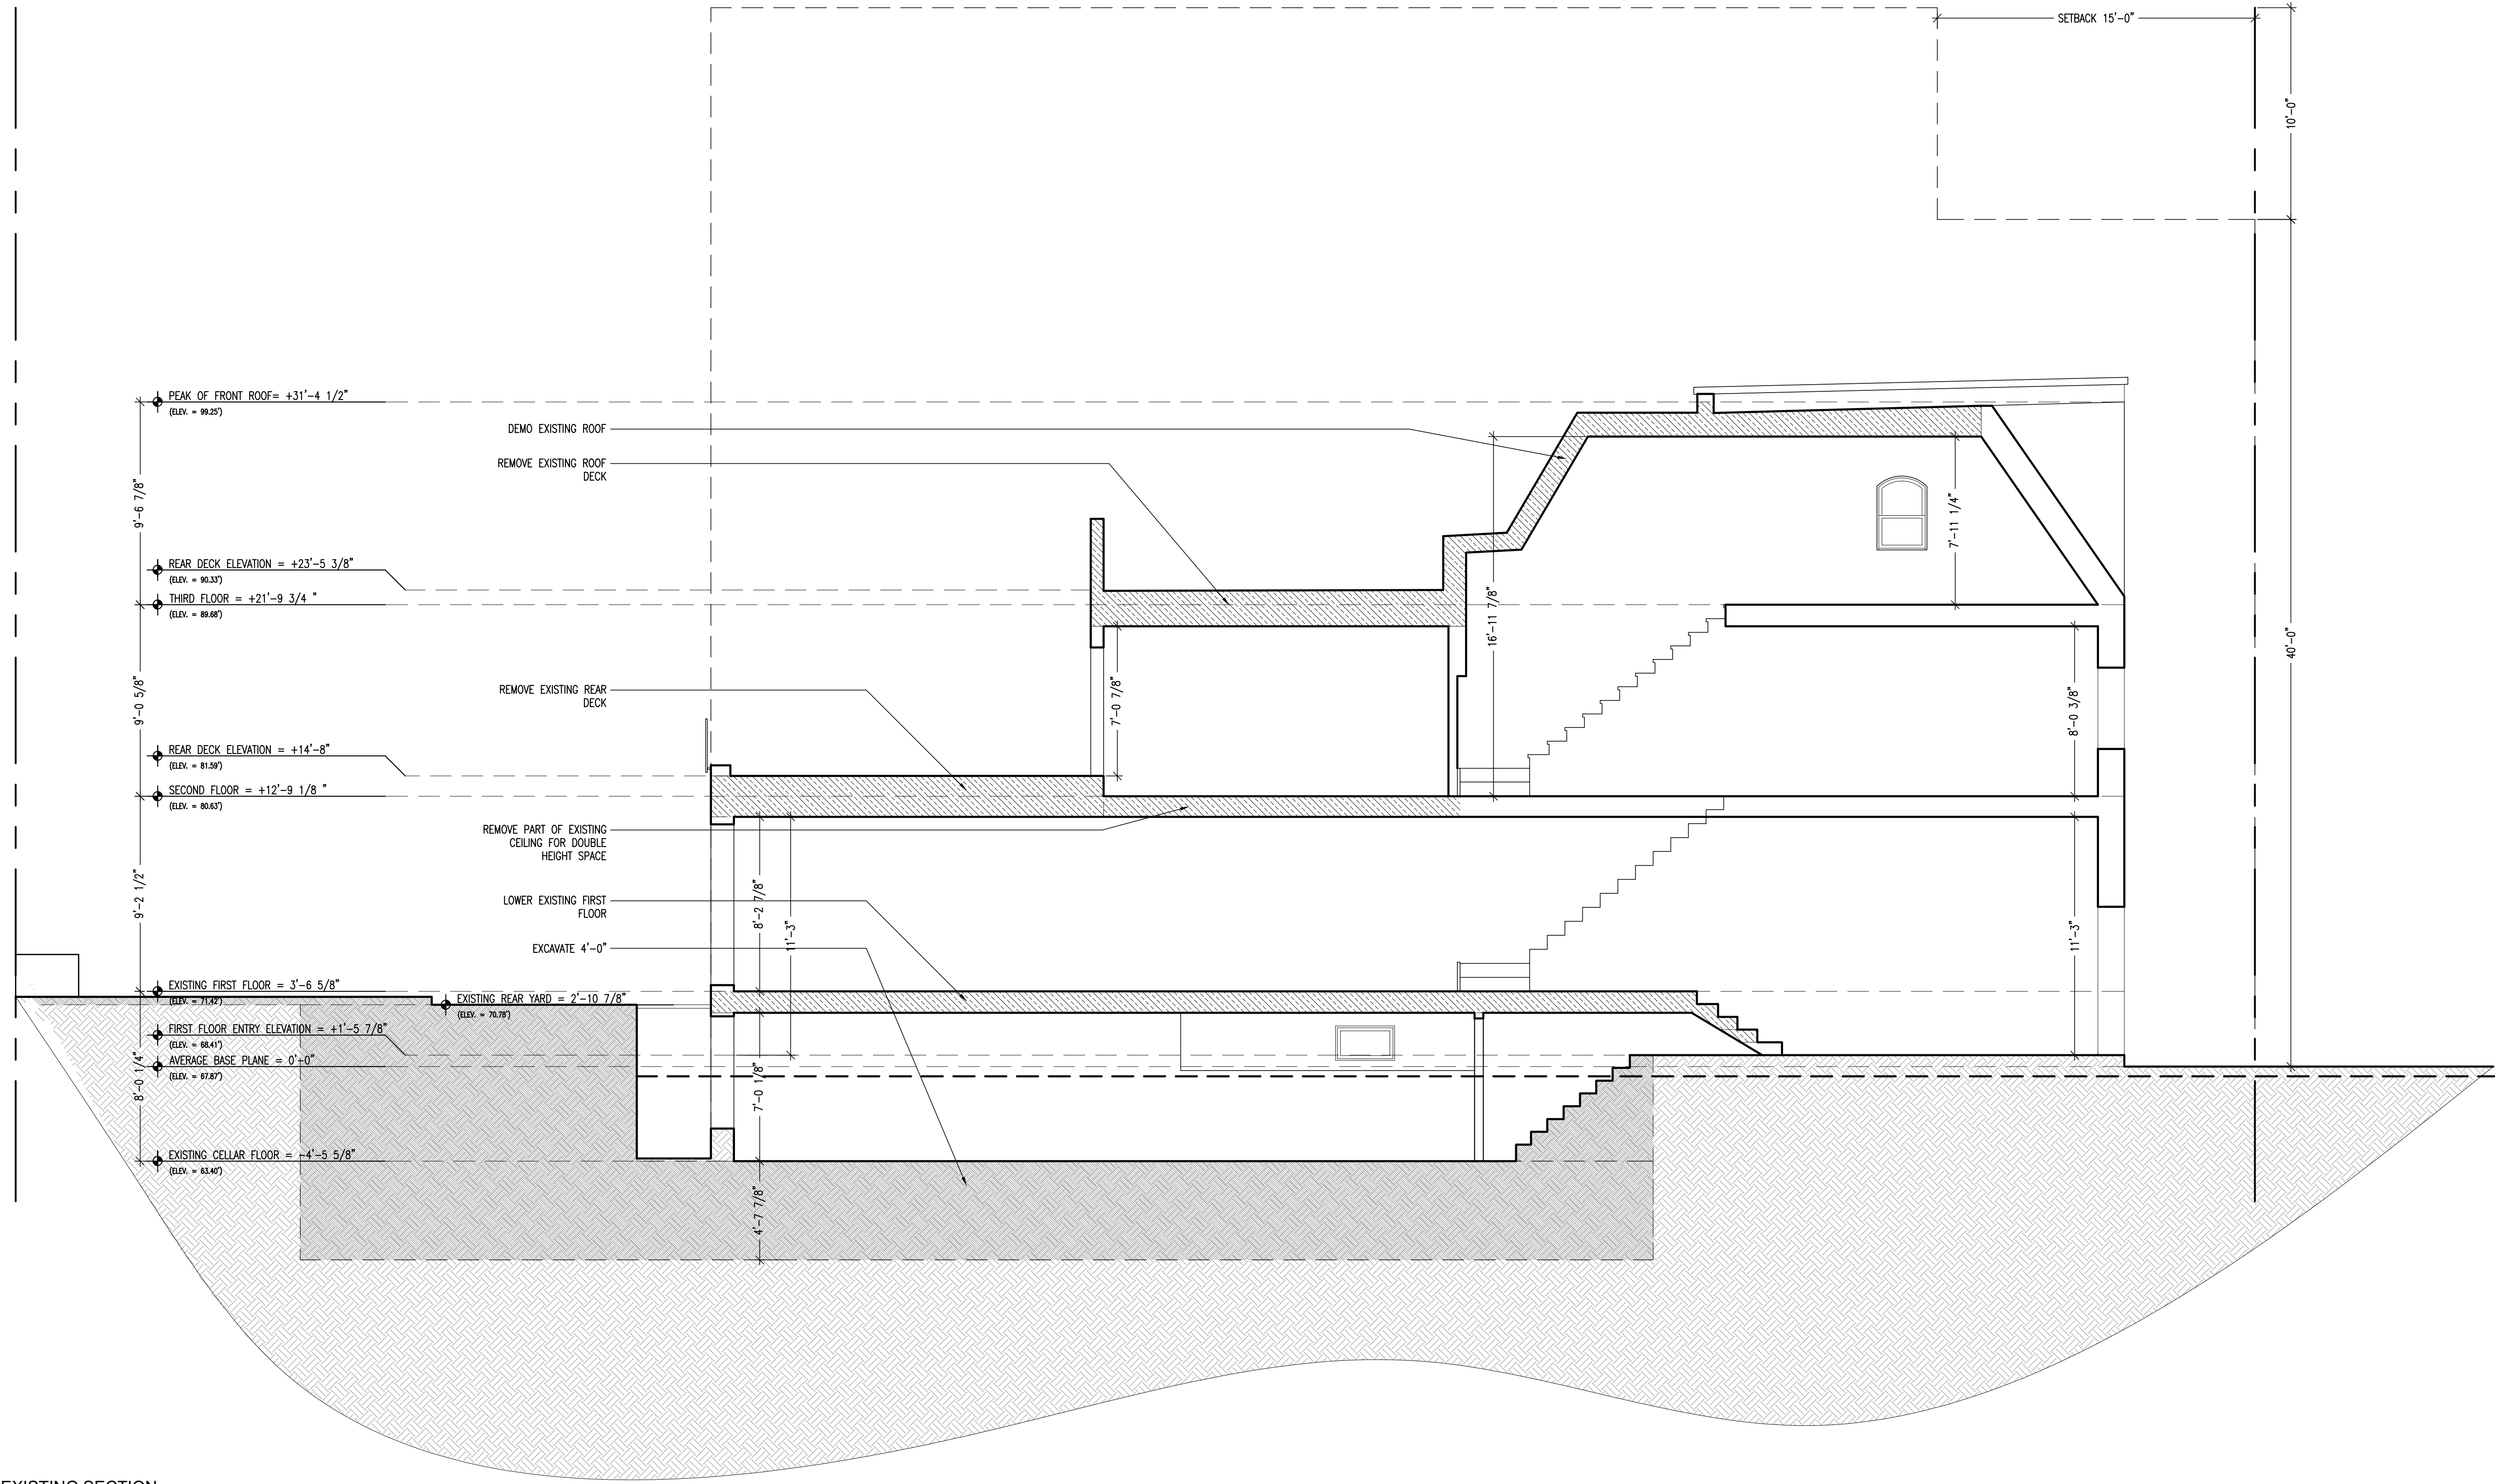 SETBACK 15'-0"
10'-0"
PEAK OF FRONT ROOF= +31'-4 1/2"
(ELEV. = 99.25')
DEMO EXISTING ROOF
REMOVE EXISTING ROOF
DECK
9'-6 7/8"
7'-11 1/4"
REAR DECK ELEVATION = +23'-5 3/8"
(ELEV. = 90.33')
THIRD FLOOR = +21'-9 3/4 "
(ELEV. = 89.68')
16'-11 7/8"
40'-0"
REMOVE EXISTING REAR
DECK
9'-0 5/8"
7'-0 7/8"
8'-0 3/8"
REAR DECK ELEVATION = +14'-8"
(ELEV. = 81.59')
SECOND FLOOR = +12'-9 1/8 "
(ELEV. = 80.63')
REMOVE PART OF EXISTING
CEILING FOR DOUBLE
HEIGHT SPACE
9'-2 1/2"
8'-2 7/8"
11'-3"
11'-3"
LOWER EXISTING FIRST
FLOOR
EXCAVATE 4'-0"
EXISTING FIRST FLOOR = 3'-6 5/8"
(ELEV. = 71.42')
EXISTING REAR YARD = 2'-10 7/8"
(ELEV. = 70.78')
FIRST FLOOR ENTRY ELEVATION = +1'-5 7/8"
(ELEV. = 68.41')
AVERAGE BASE PLANE = 0'+0"
(ELEV. = 67.87')
8'-0 1/4"
7'-0 1/8"
EXISTING CELLAR FLOOR = -4'-5 5/8"
(ELEV. = 63.40')
4'-7 7/8"
EXISTING SECTION